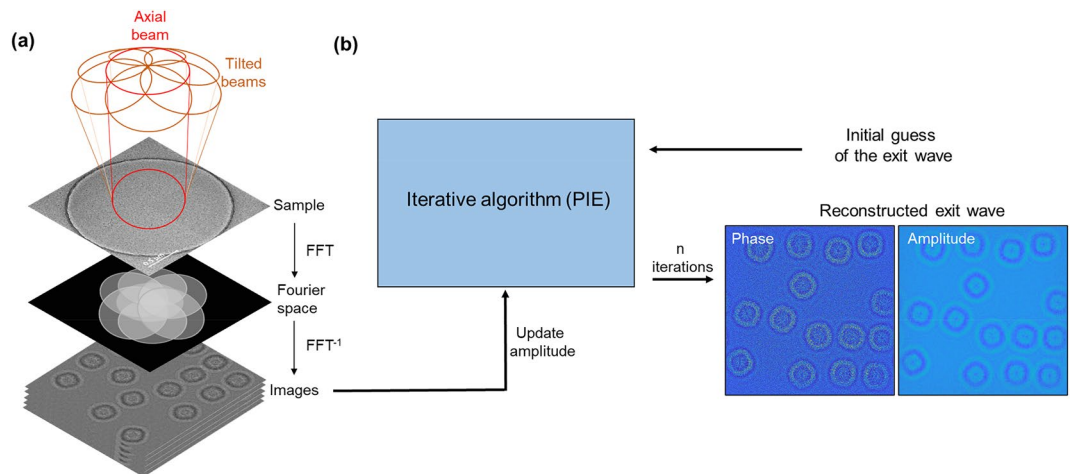 (a)
Axial
beam
Tilted
beams
Sample
FFT
Fourier
space
FFT⁻¹
Images
(b)
Iterative algorithm (PIE)
Initial guess
of the exit wave
Update
amplitude
n
iterations
Reconstructed exit wave
Phase
Amplitude